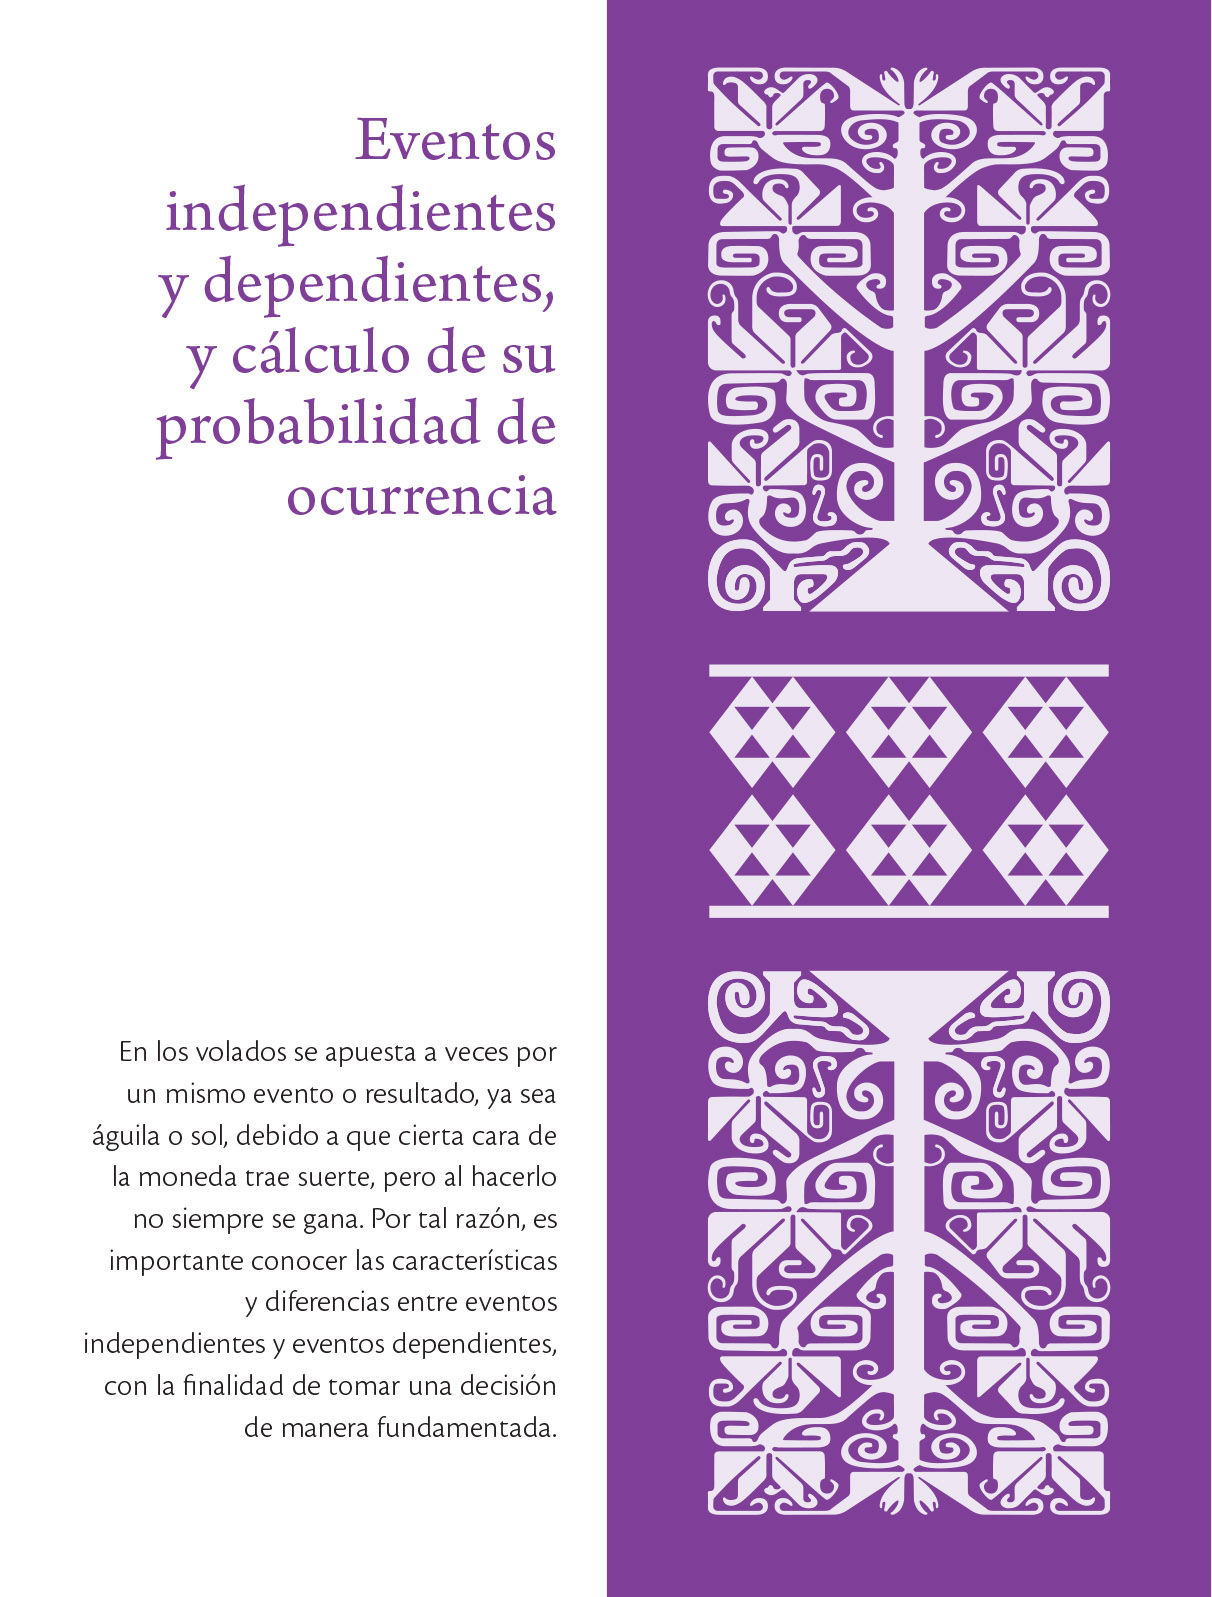 Eventos
independientes
y dependientes,
y cálculo de su
probabilidad de
ocurrencia
En los volados se apuesta a veces por
un mismo evento o resultado, ya sea
águila o sol, debido a que cierta cara de
la moneda trae suerte, pero al hacerlo
no siempre se gana. Por tal razón, es
importante conocer las características
y diferencias entre eventos
independientes y eventos dependientes,
con la finalidad de tomar una decisión
de manera fundamentada.